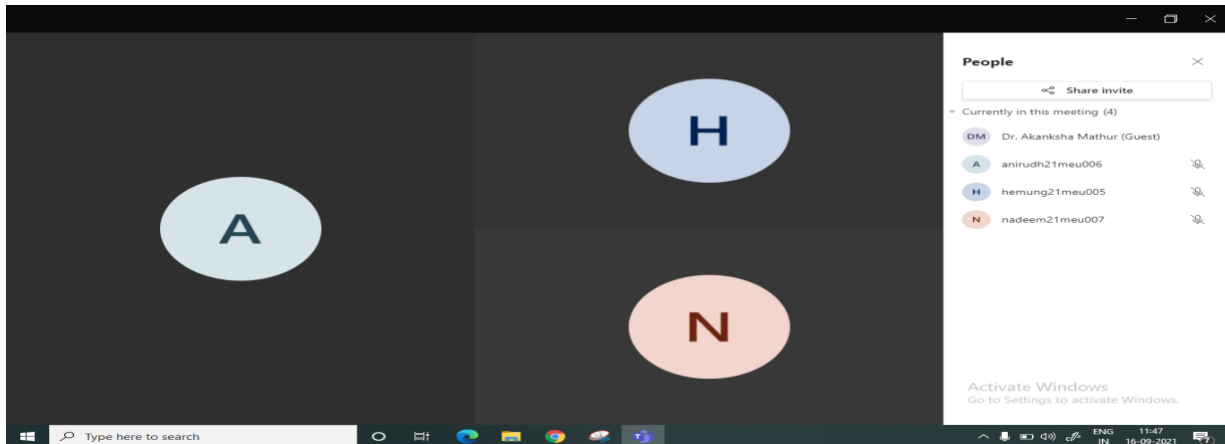 A
H
N
People
Share invite
Currently in this meeting (4)
DM Dr. Akanksha Mathur (Guest)
A anirudh21meu006
H hemung21meu005
N nadeem21meu007
Activate Windows
Go to Settings to activate Windows.
Type here to search
ENG 11:47
IN 16-09-2021